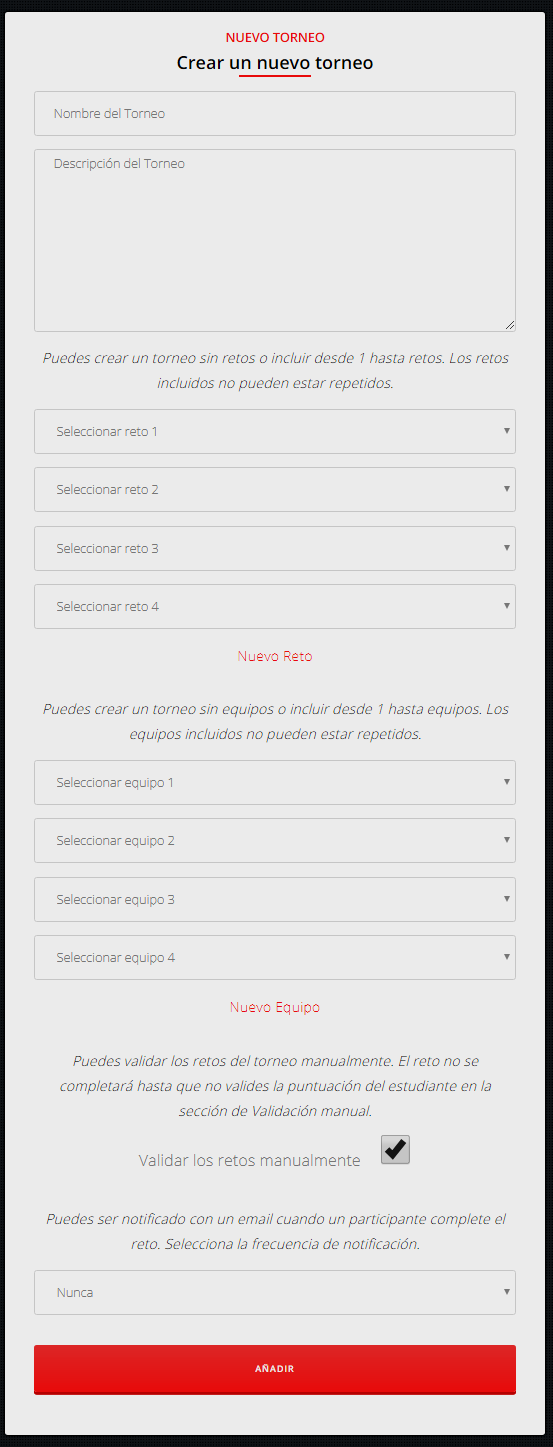 NUEVO TORNEO
Crear un nuevo torneo
Nombre del Torneo
Descripción del Torneo
Puedes crear un torneo sin retos o incluir desde 1 hasta retos. Los retos
incluidos no pueden estar repetidos.
Seleccionar reto 1
Seleccionar reto 2
Seleccionar reto 3
Seleccionar reto 4
Nuevo Reto
Puedes crear un torneo sin equipos o incluir desde 1 hasta equipos. Los
equipos incluidos no pueden estar repetidos.
Seleccionar equipo 1
Seleccionar equipo 2
Seleccionar equipo 3
Seleccionar equipo 4
Nuevo Equipo
Puedes validar los retos del torneo manualmente. El reto no se
completará hasta que no valides la puntuación del estudiante en la
sección de Validación manual.
Validar los retos manualmente
Puedes ser notificado con un email cuando un participante complete el
reto. Selecciona la frecuencia de notificación.
Nunca
AÑADIR